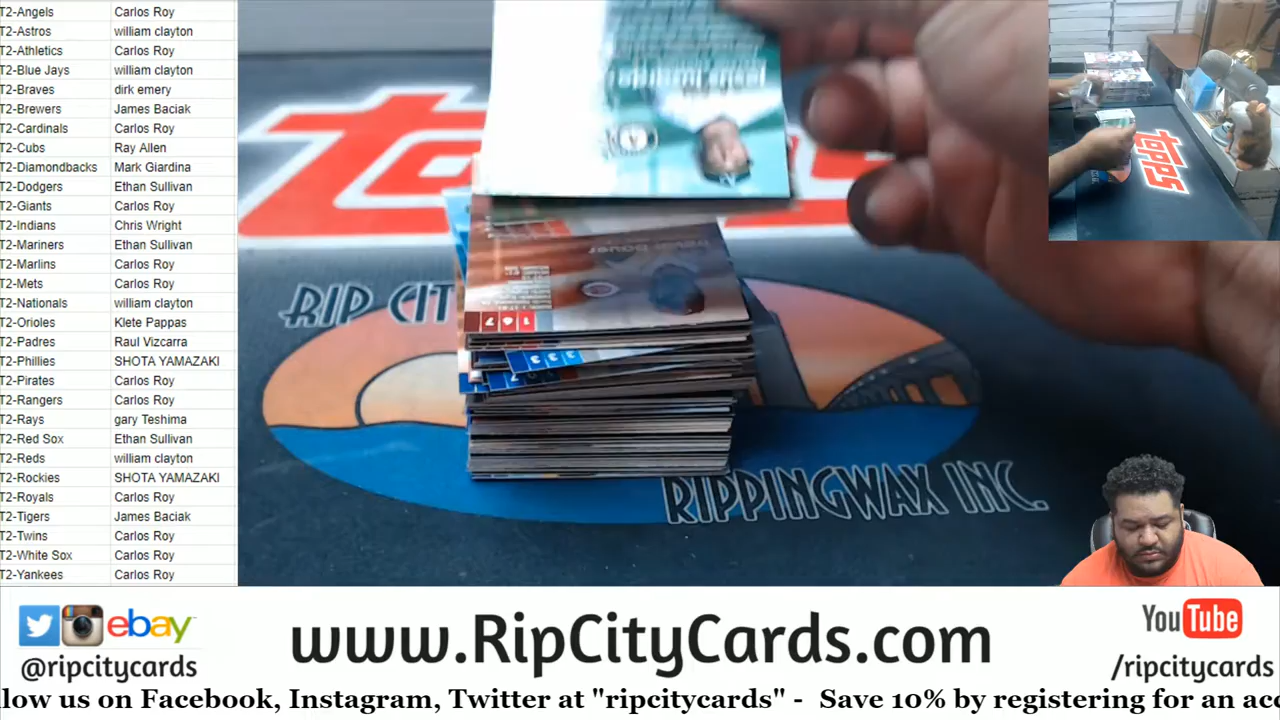 T2-Angels Carlos Roy
T2-Astros william clayton
T2-Athletics Carlos Roy
T2-Blue Jays william clayton
T2-Braves dirk emery
T2-Brewers James Baciak
T2-Cardinals Carlos Roy
T2-Cubs Ray Allen
T2-Diamondbacks Mark Giardina
T2-Dodgers Ethan Sullivan
T2-Giants Carlos Roy
T2-Indians Chris Wright
T2-Mariners Ethan Sullivan
T2-Marlins Carlos Roy
T2-Mets Carlos Roy
T2-Nationals william clayton
T2-Orioles Klete Pappas
T2-Padres Raul Vizcarra
T2-Phillies SHOTA YAMAZAKI
T2-Pirates Carlos Roy
T2-Rangers Carlos Roy
T2-Rays gary Teshima
T2-Red Sox Ethan Sullivan
T2-Reds william clayton
T2-Rockies SHOTA YAMAZAKI
T2-Royals Carlos Roy
T2-Tigers James Baciak
T2-Twins Carlos Roy
T2-White Sox Carlos Roy
T2-Yankees Carlos Roy
topps
RIP CIT
RIPPINGWAX INC.
ebay
@ripcitycards
www.RipCityCards.com
YouTube
/ripcitycards
llow us on Facebook, Instagram, Twitter at "ripcitycards" - Save 10% by registering for an acc